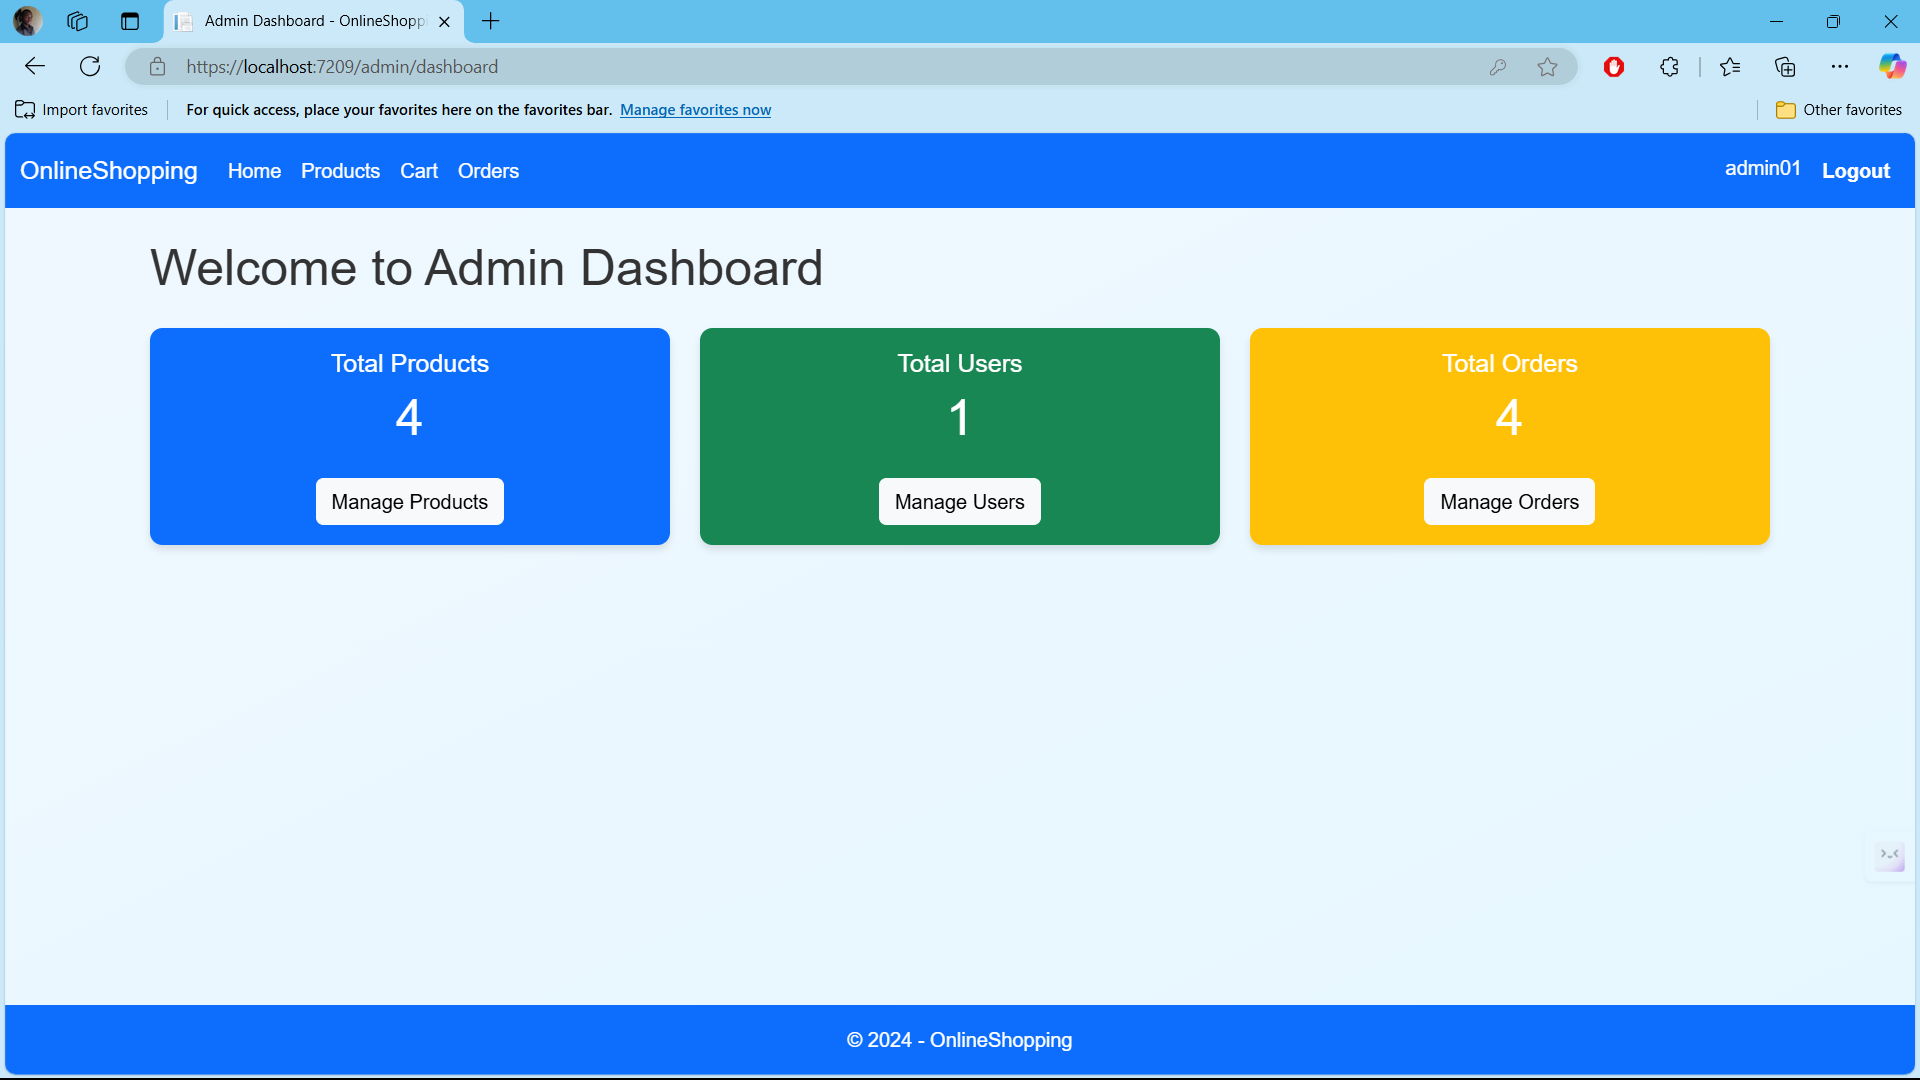 Admin Dashboard - OnlineShopp
https://localhost:7209/admin/dashboard
Import favorites
For quick access, place your favorites here on the favorites bar. Manage favorites now
Other favorites
OnlineShopping Home Products Cart Orders admin01 Logout
Welcome to Admin Dashboard
Total Products
4
Manage Products
Total Users
1
Manage Users
Total Orders
4
Manage Orders
© 2024 - OnlineShopping